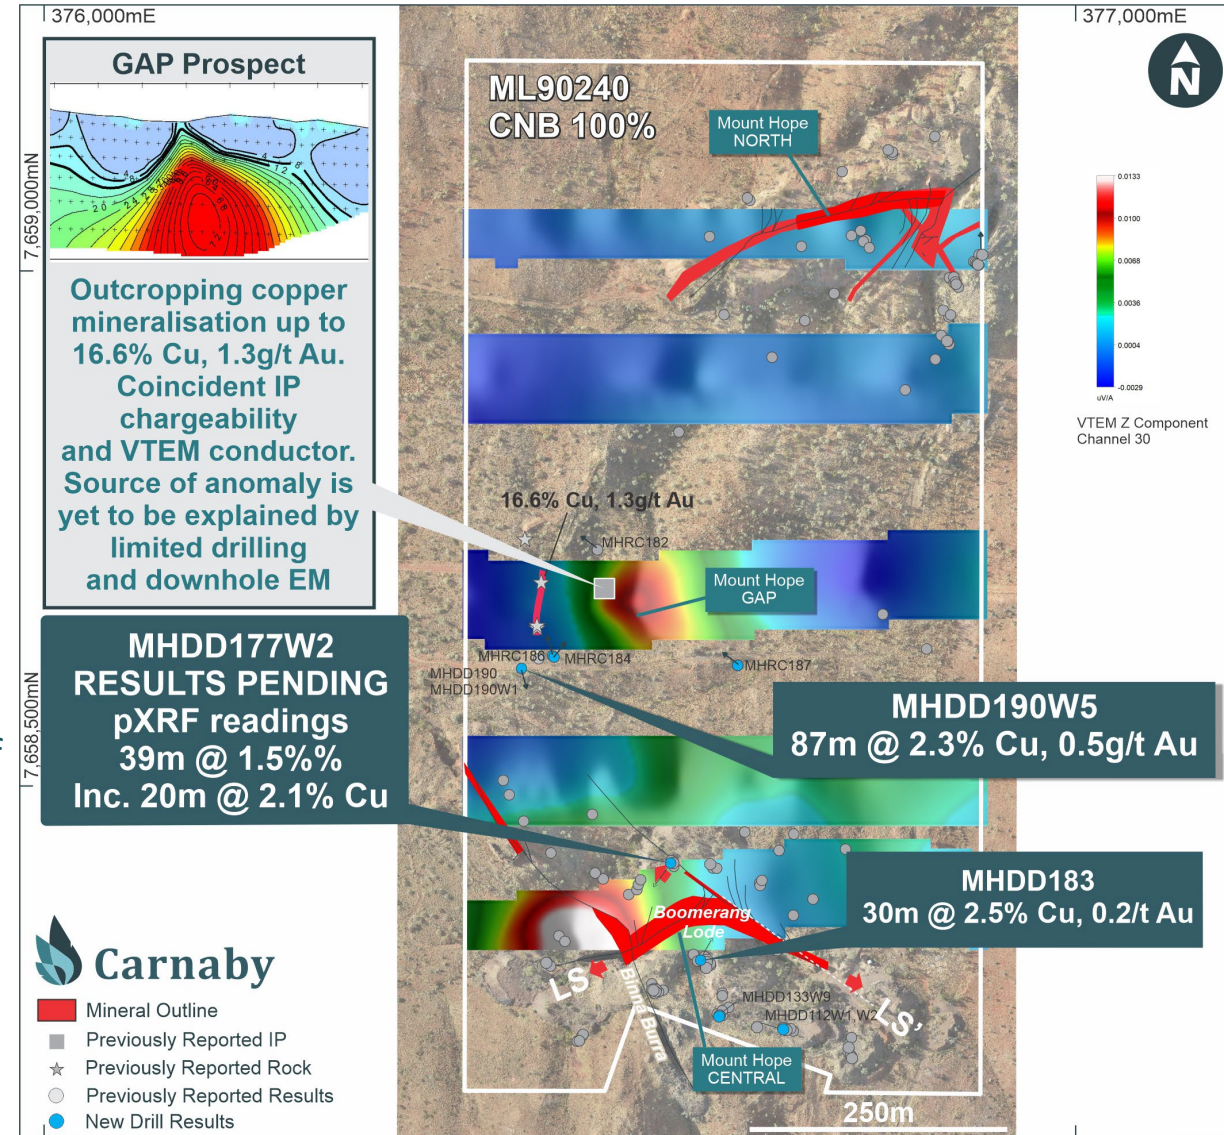 376,000mE
377,000mE
7,659,000mN
7,658,500mN
N
GAP Prospect
Outcropping copper
mineralisation up to
16.6% Cu, 1.3g/t Au.
Coincident IP
chargeability
and VTEM conductor.
Source of anomaly is
yet to be explained by
limited drilling
and downhole EM
ML90240
CNB 100%
Mount Hope
NORTH
0.0133
0.0100
0.0068
0.0036
0.0004
-0.0029
uV/A
VTEM Z Component
Channel 30
16.6% Cu, 1.3g/t Au
MHRC182
Mount Hope
GAP
MHRC186
MHRC184
MHRC187
MHDD190
MHDD190W1
MHDD177W2
RESULTS PENDING
pXRF readings
39m @ 1.5%%
Inc. 20m @ 2.1% Cu
MHDD190W5
87m @ 2.3% Cu, 0.5g/t Au
MHDD183
30m @ 2.5% Cu, 0.2/t Au
Boomerang
Lode
LS
LS'
Binna Burra
MHDD133W9
MHDD112W1,W2
Mount Hope
CENTRAL
250m
Carnaby
Mineral Outline
Previously Reported IP
Previously Reported Rock
Previously Reported Results
New Drill Results